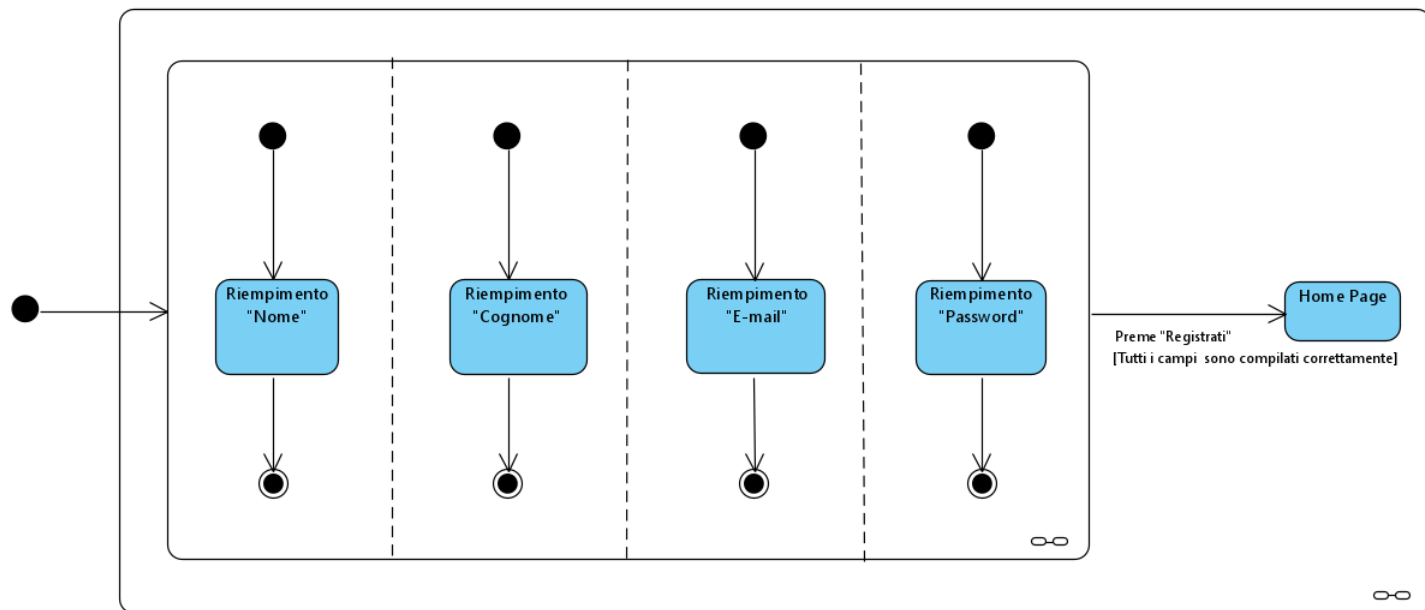 Riempimento
"Nome"
Riempimento
"Cognome"
Riempimento
"E-mail"
Riempimento
"Password"
Home Page
Preme "Registrati"
[Tutti i campi sono compilati correttamente]